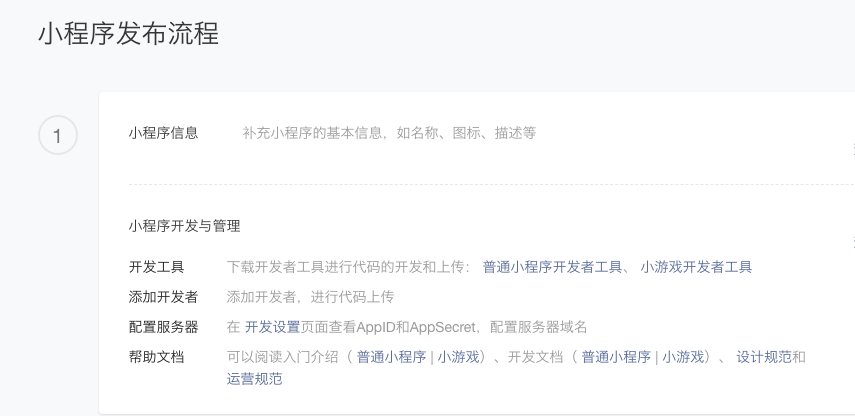 小程序发布流程
1
小程序信息 补充小程序的基本信息，如名称、图标、描述等
小程序开发与管理
开发工具 下载开发者工具进行代码的开发和上传： 普通小程序开发者工具、 小游戏开发者工具
添加开发者 添加开发者，进行代码上传
配置服务器 在 开发设置页面查看AppID和AppSecret，配置服务器域名
帮助文档 可以阅读入门介绍（ 普通小程序 | 小游戏）、开发文档（ 普通小程序 | 小游戏）、 设计规范和
运营规范